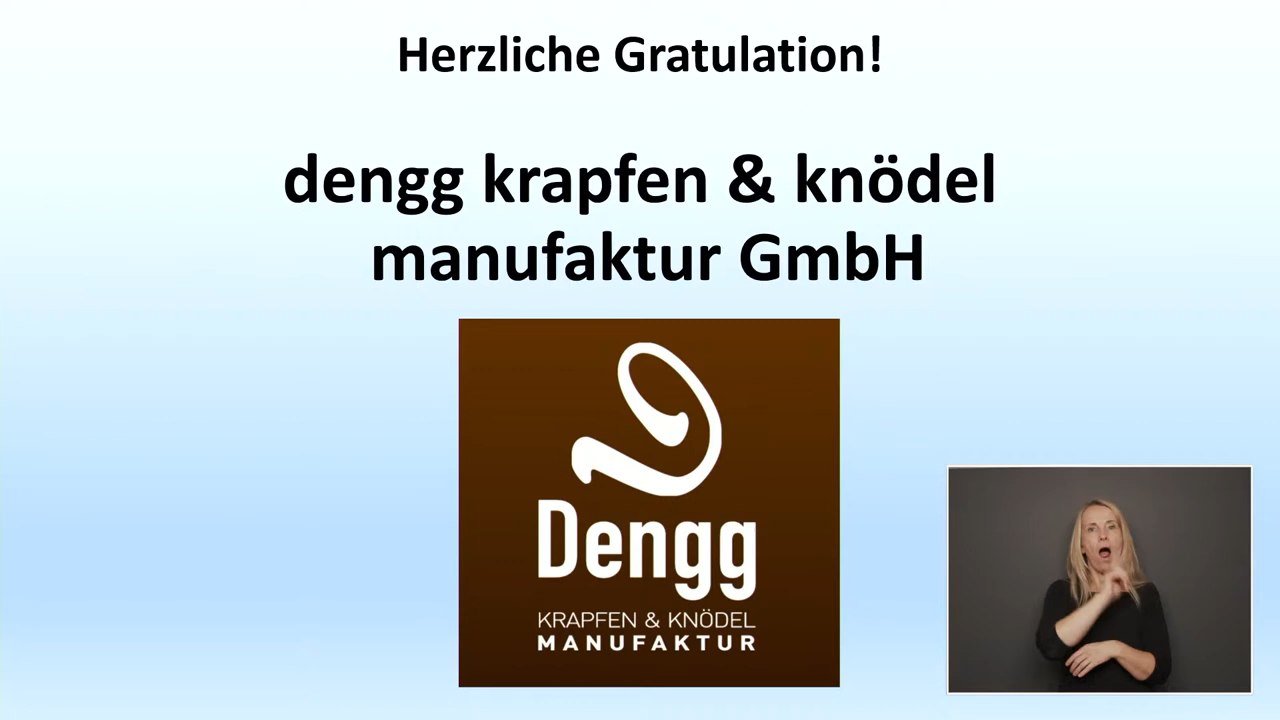 Herzliche Gratulation!
dengg krapfen & knödel
manufaktur GmbH
Dengg
KRAPFEN & KNÖDEL
MANUFAKTUR